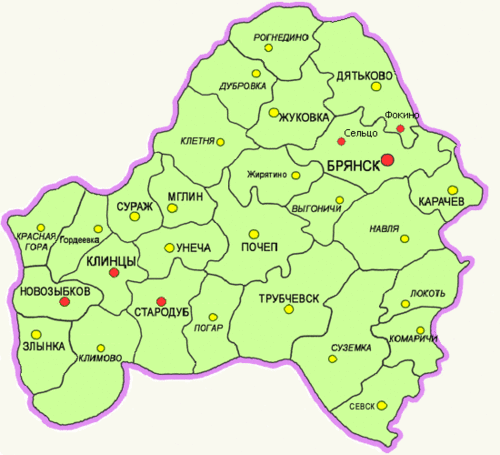 РОГНЕДИНО
ДУБРОВКА
ДЯТЬКОВО
ЖУКОВКА
Фокино
Сельцо
КЛЕТНЯ
БРЯНСК
Жирятино
МГЛИН
СУРАЖ
ВЫГОНИЧИ
КАРАЧЕВ
КРАСНАЯ
ГОРА
Гордеевка
УНЕЧА
ПОЧЕП
НАВЛЯ
КЛИНЦЫ
НОВОЗЫБКОВ
СТАРОДУБ
ПОГАР
ТРУБЧЕВСК
ЛОКОТЬ
ЗЛЫНКА
КЛИМОВО
СУЗЕМКА
КОМАРИЧИ
СЕВСК